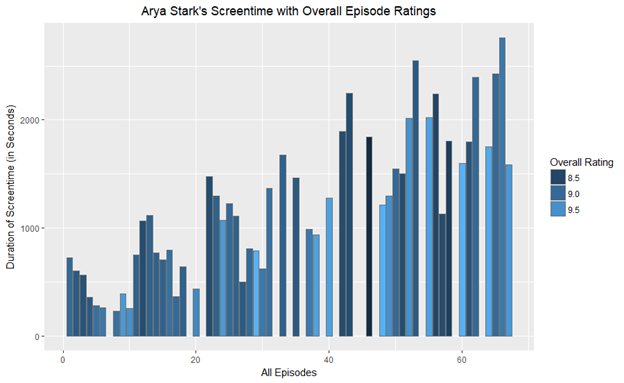 Arya Stark's Screentime with Overall Episode Ratings
Duration of Screentime (in Seconds)
2000
1000
0
0
20
40
60
All Episodes
Overall Rating
8.5
9.0
9.5